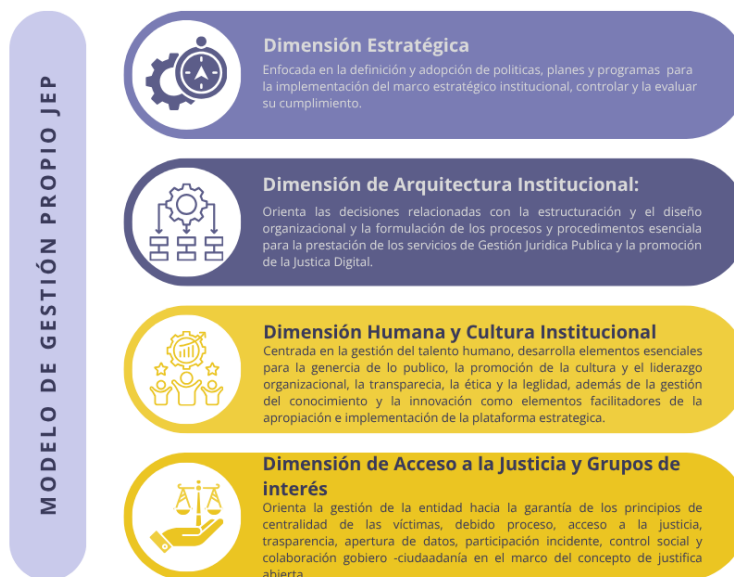 MODELO DE GESTIÓN PROPIO JEP
Dimensión Estratégica
Enfocada en la definición y adopción de politicas, planes y programas para
la implementación del marco estratégico institucional, controlar y la evaluar
su cumplimiento.
Dimensión de Arquitectura Institucional:
Orienta las decisiones relacionadas con la estructuración y el diseño
organizacional y la formulación de los procesos y procedimientos esenciala
para la prestación de los servicios de Gestión Juridica Publica y la promoción
de la Justica Digital.
Dimensión Humana y Cultura Institucional
Centrada en la gestión del talento humano, desarrolla elementos esenciales
para la genercia de lo publico, la promoción de la cultura y el liderazgo
organizacional, la transparecia, la ética y la leglidad, además de la gestión
del conocimiento y la innovación como elementos facilitadores de la
apropiación e implementación de la plataforma estrategica.
Dimensión de Acceso a la Justicia y Grupos de
interés
Orienta la gestión de la entidad hacia la garantía de los principios de
centralidad de las víctimas, debido proceso, acceso a la justicia,
trasparencia, apertura de datos, participación incidente, control social y
colaboración gobiero -ciudaadanía en el marco del concepto de justifica
abierta